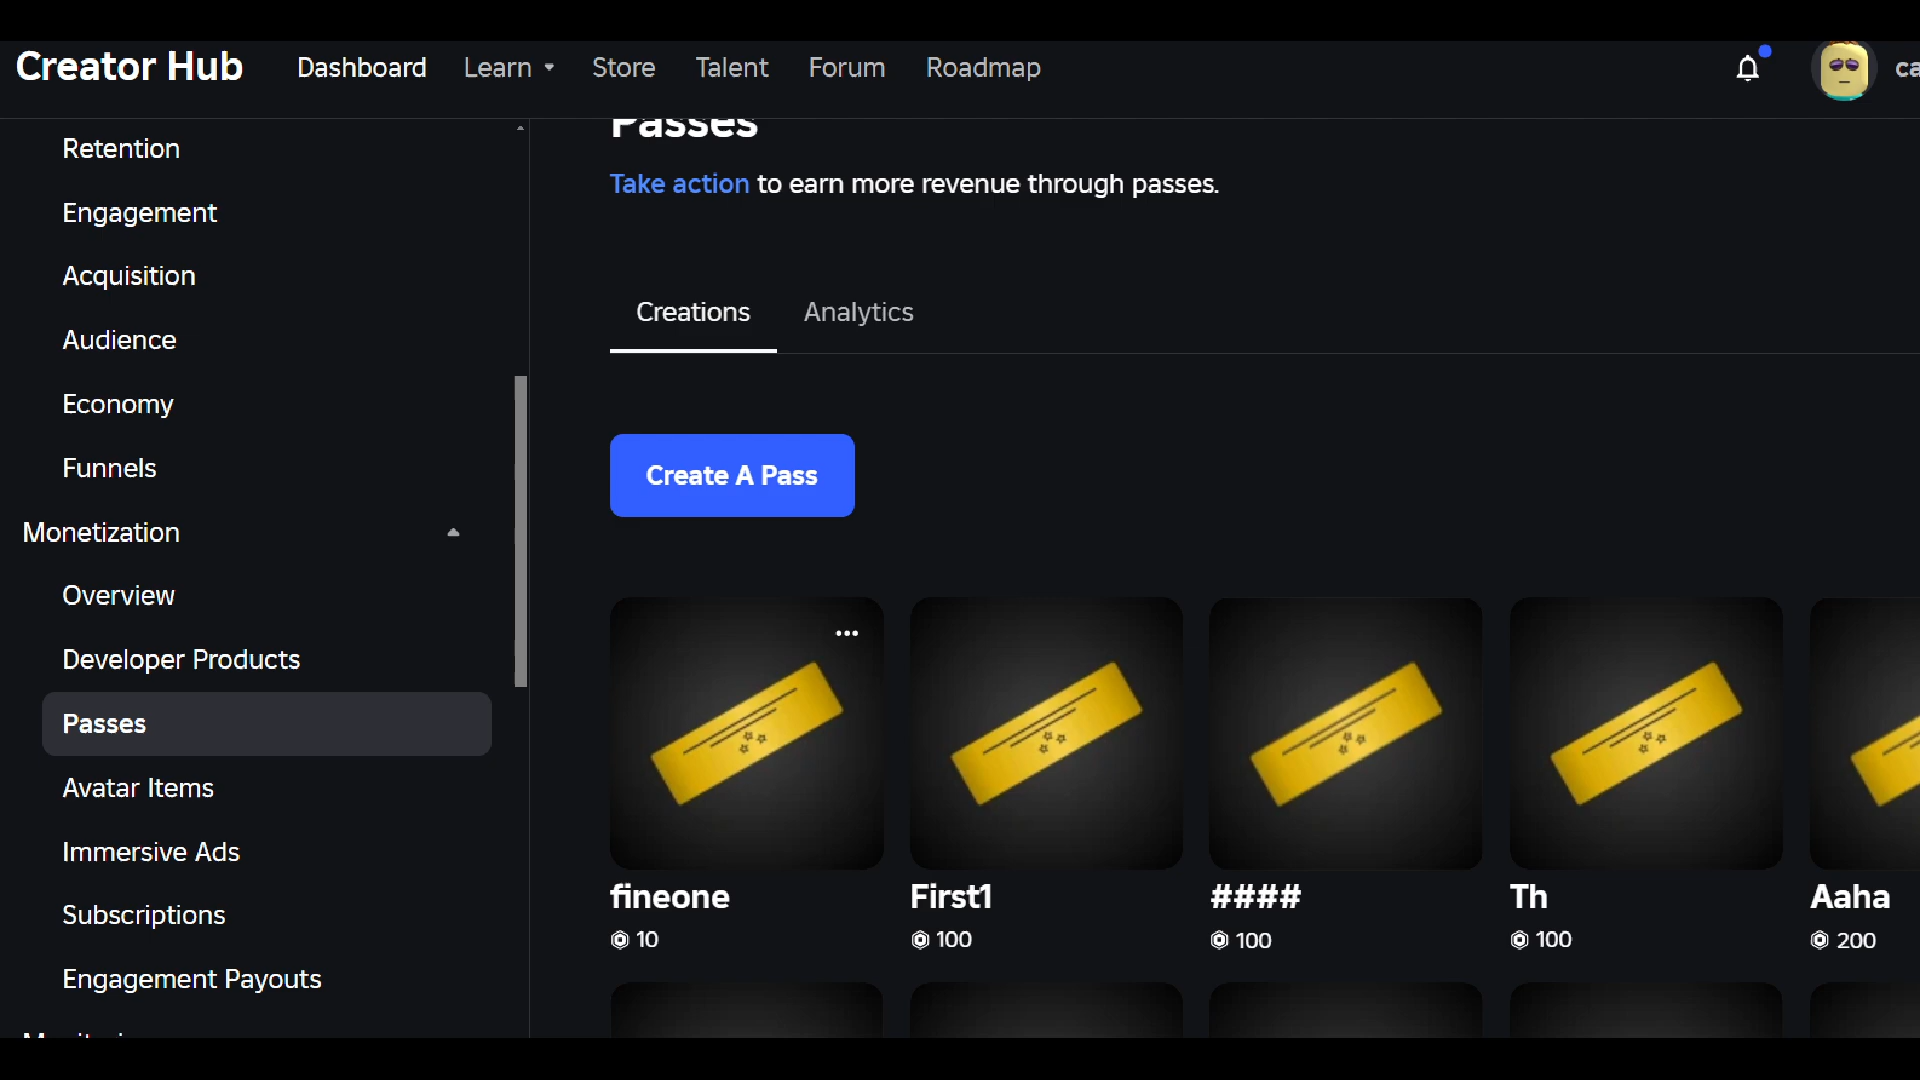 Creator Hub Dashboard Learn Store Talent Forum Roadmap ca
Retention
Engagement
Acquisition
Audience
Economy
Funnels
Monetization
Overview
Developer Products
Passes
Avatar Items
Immersive Ads
Subscriptions
Engagement Payouts
Passes
Take action to earn more revenue through passes.
Creations Analytics
Create A Pass
fineone First1 #### Th Aaha
10 100 100 100 200